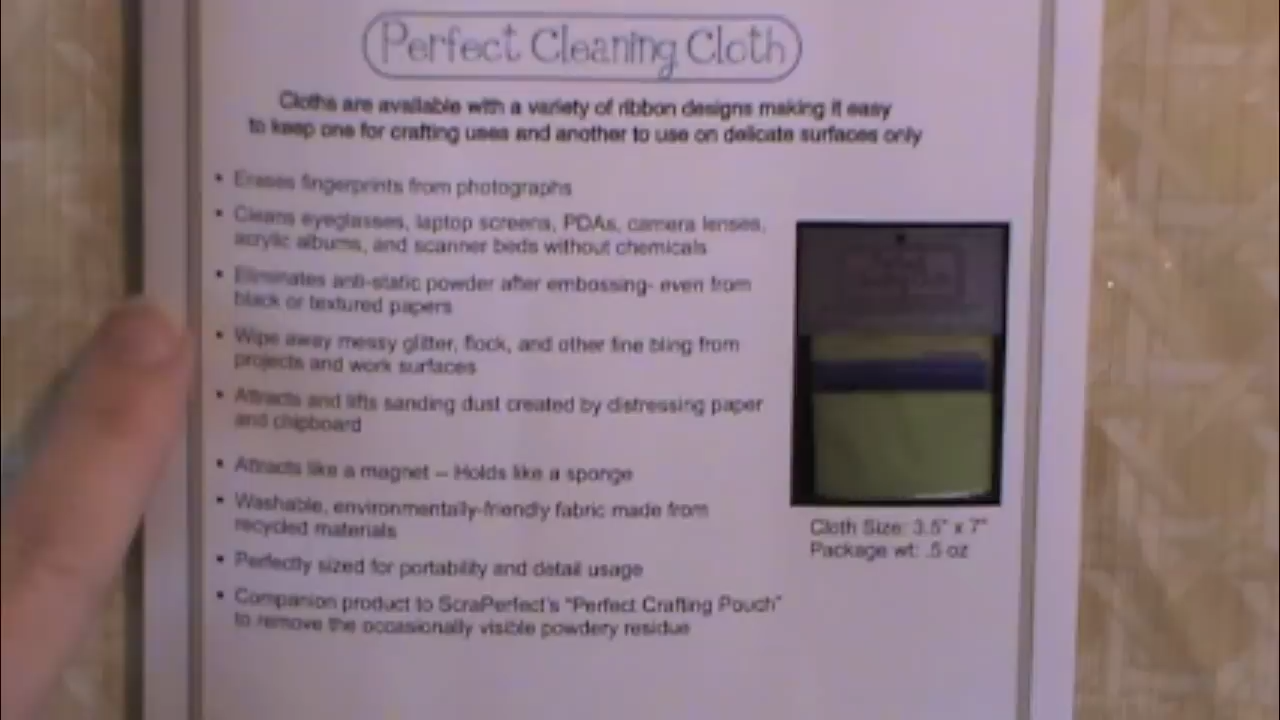 Perfect Cleaning Cloth
Cloths are available with a variety of ribbon designs making it easy
to keep one for crafting uses and another to use on delicate surfaces only
• Erases fingerprints from photographs
• Cleans eyeglasses, laptop screens, PDAs, camera lenses,
acrylic albums, and scanner beds without chemicals
• Eliminates anti-static powder after embossing- even from
black or textured papers
• Wipe away messy glitter, flock, and other fine bling from
projects and work surfaces
• Attracts and lifts sanding dust created by distressing paper
and chipboard
• Attracts like a magnet – Holds like a sponge
• Washable, environmentally-friendly fabric made from
recycled materials
• Perfectly sized for portability and detail usage
• Companion product to ScraPerfect's "Perfect Crafting Pouch"
to remove the occasionally visible powdery residue
Cloth Size: 3.5" x 7"
Package wt: .5 oz